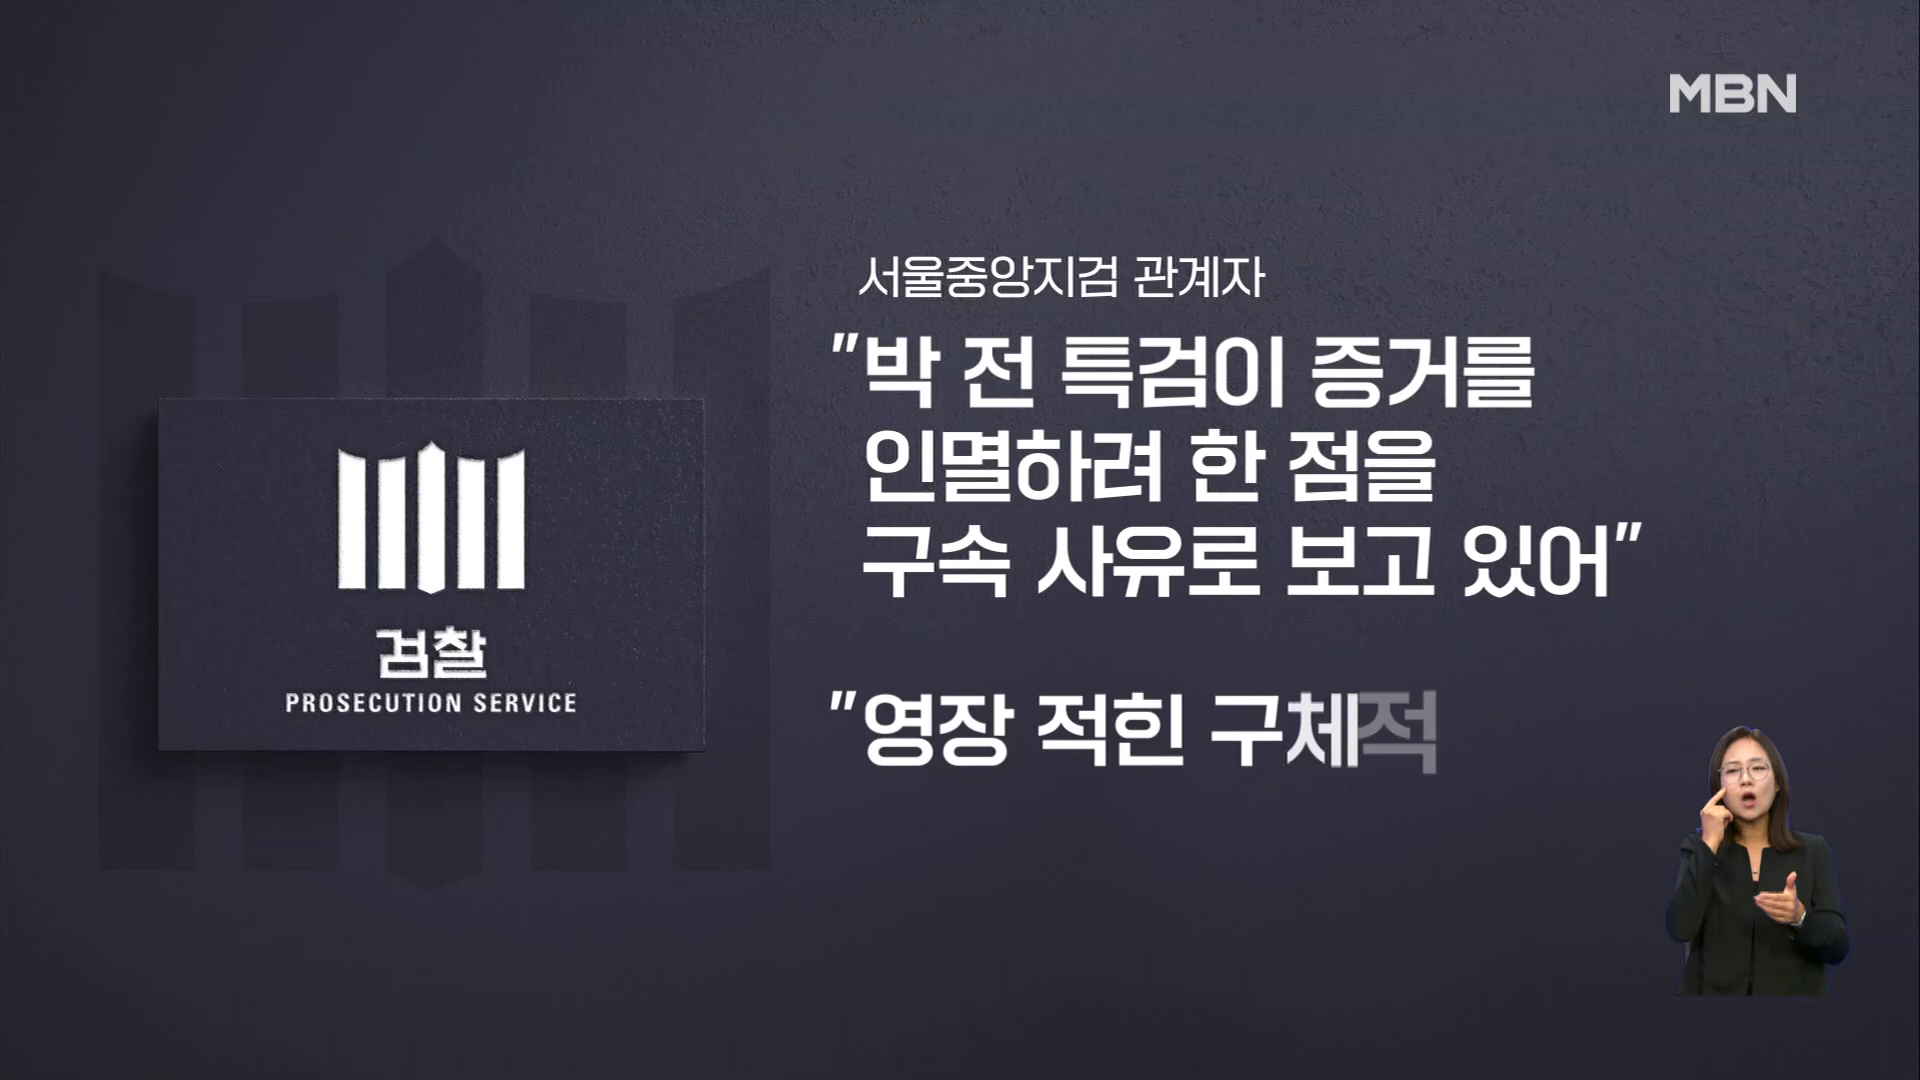 MBN
서울중앙지검 관계자
"박 전 특검이 증거를
인멸하려 한 점을
구속 사유로 보고 있어"
"영장 적힌 구체적
검찰
PROSECUTION SERVICE